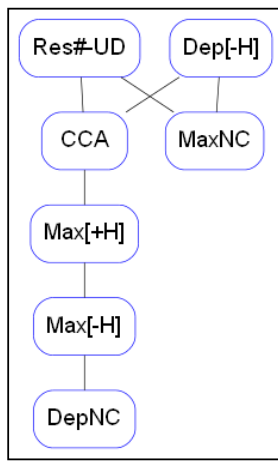 Res#-UD Dep[-H]
CCA MaxNC
Max[+H]
Max[-H]
DepNC